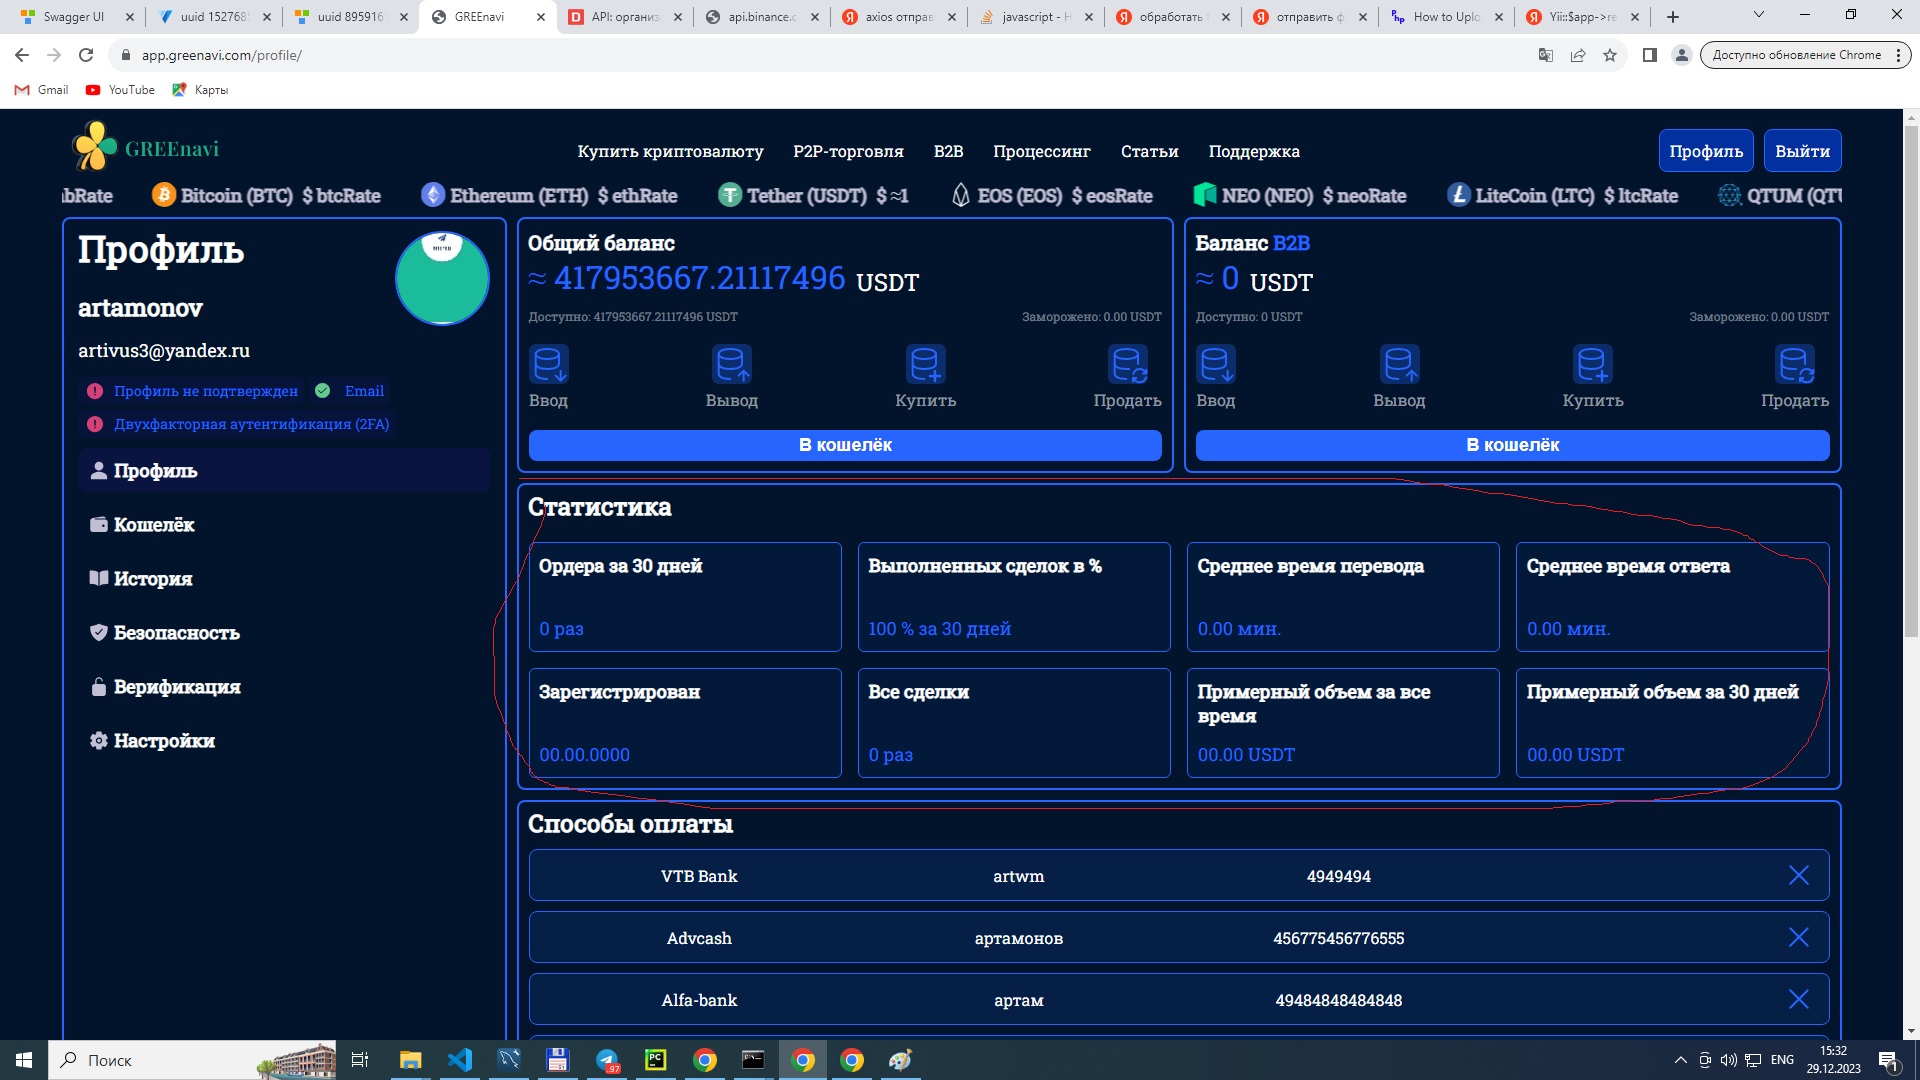 Swagger UI
uuid 152768
uuid 895916
GREEnavi
API: органи
api.binance.c
axios отправ
javascript - H
обработать
отправить ф
How to Uplo
Yii::$app->re
app.greenavi.com/profile/
Доступно обновление Chrome
Gmail
YouTube
Карты
GREEnavi
Купить криптовалюту
P2P-торговля
B2B
Процессинг
Статьи
Поддержка
Профиль
Выйти
bRate
Bitcoin (BTC) $ btcRate
Ethereum (ETH) $ ethRate
Tether (USDT) $ ≈1
EOS (EOS) $ eosRate
NEO (NEO) $ neoRate
LiteCoin (LTC) $ ltcRate
QTUM (QTU
Профиль
artamonov
artivus3@yandex.ru
Профиль не подтвержден
Email
Двухфакторная аутентификация (2FA)
Профиль
Кошелёк
История
Безопасность
Верификация
Настройки
Общий баланс
≈ 417953667.21117496 USDT
Доступно: 417953667.21117496 USDT
Заморожено: 0.00 USDT
Ввод
Вывод
Купить
Продать
В кошелёк
Баланс B2B
≈ 0 USDT
Доступно: 0 USDT
Заморожено: 0.00 USDT
Ввод
Вывод
Купить
Продать
В кошелёк
Статистика
Ордера за 30 дней
0 раз
Выполненных сделок в %
100 % за 30 дней
Среднее время перевода
0.00 мин.
Среднее время ответа
0.00 мин.
Зарегистрирован
00.00.0000
Все сделки
0 раз
Примерный объем за все
время
00.00 USDT
Примерный объем за 30 дней
00.00 USDT
Способы оплаты
VTB Bank
artwm
4949494
Advcash
артамонов
456775456776555
Alfa-bank
артам
49484848484848
Поиск
97
PC
ENG
15:32
29.12.2023
1